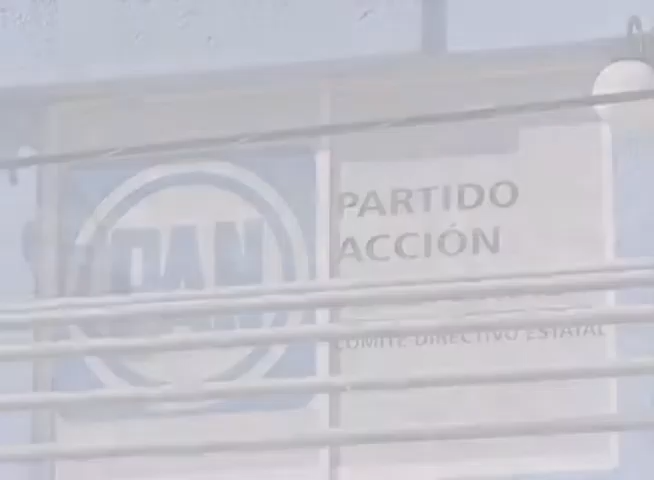 PAN
PARTIDO
ACCIÓN
COMITÉ DIRECTIVO ESTATAL